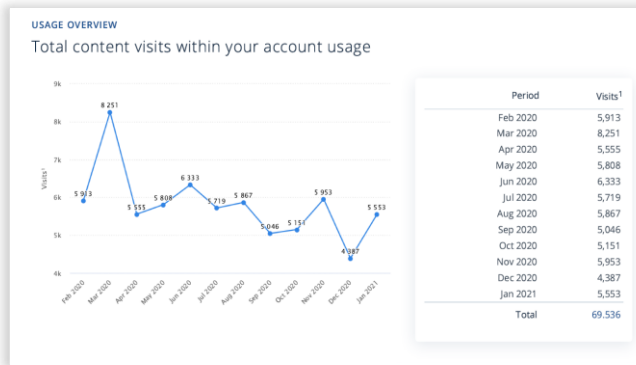 USAGE OVERVIEW
Total content visits within your account usage
9k
8k
7k
6k
5k
4k
Visits¹
5 913
8 251
5 555
5 808
6 333
5 719
5 867
5 046
5 151
5 953
4 387
5 553
Feb 2020
Mar 2020
Apr 2020
May 2020
Jun 2020
Jul 2020
Aug 2020
Sep 2020
Oct 2020
Nov 2020
Dec 2020
Jan 2021
Period Visits¹
Feb 2020 5,913
Mar 2020 8,251
Apr 2020 5,555
May 2020 5,808
Jun 2020 6,333
Jul 2020 5,719
Aug 2020 5,867
Sep 2020 5,046
Oct 2020 5,151
Nov 2020 5,953
Dec 2020 4,387
Jan 2021 5,553
Total 69.536